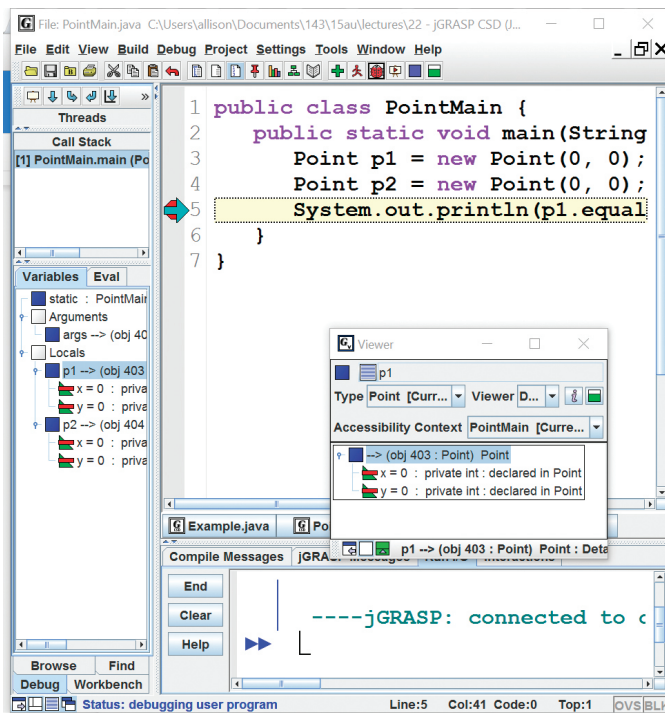 File: PointMain.java C:\Users\allison\Documents\143\15au\lectures\22 - jGRASP CSD (J...
File Edit View Build Debug Project Settings Tools Window Help
»
Threads
Call Stack
[1] PointMain.main (Po
Variables Eval
static : PointMain
Arguments
args --> (obj 40
Locals
p1 --> (obj 403
x = 0 : priva
y = 0 : priva
p2 --> (obj 404
x = 0 : priva
y = 0 : priva
Browse Find
Debug Workbench
1 public class PointMain {
2 public static void main(String
3 Point p1 = new Point(0, 0);
4 Point p2 = new Point(0, 0);
5 System.out.println(p1.equal
6 }
7 }
Viewer
p1
Type Point [Curr... Viewer D...
Accessibility Context PointMain [Curre...
--> (obj 403 : Point) Point
x = 0 : private int : declared in Point
y = 0 : private int : declared in Point
p1 --> (obj 403 : Point) Point : Deta
Example.java Po
Compile Messages jGRASP Messages Run I/O Interactions
End
Clear
Help
----jGRASP: connected to d
Status: debugging user program Line:5 Col:41 Code:0 Top:1 OVS BLK